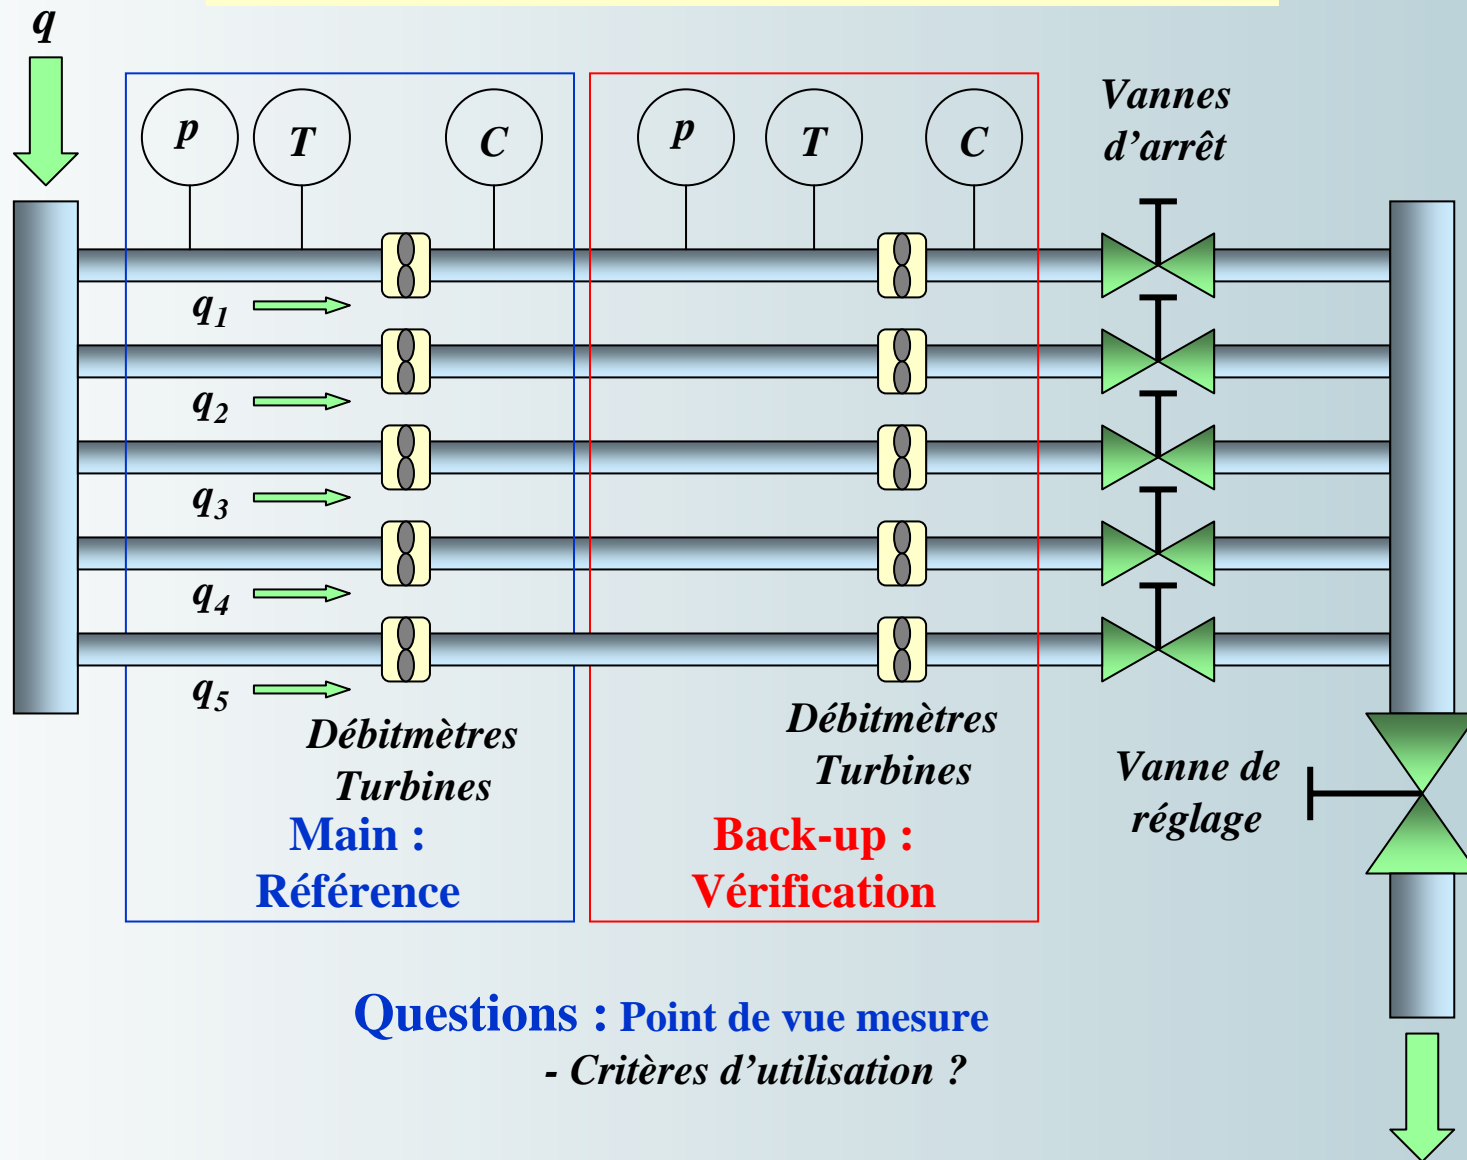 q
p T C p T C
Vannes
d’arrêt
q1
q2
q3
q4
q5
Débitmètres
Turbines
Débitmètres
Turbines
Vanne de
réglage
Main :
Référence
Back-up :
Vérification
Questions : Point de vue mesure
- Critères d’utilisation ?